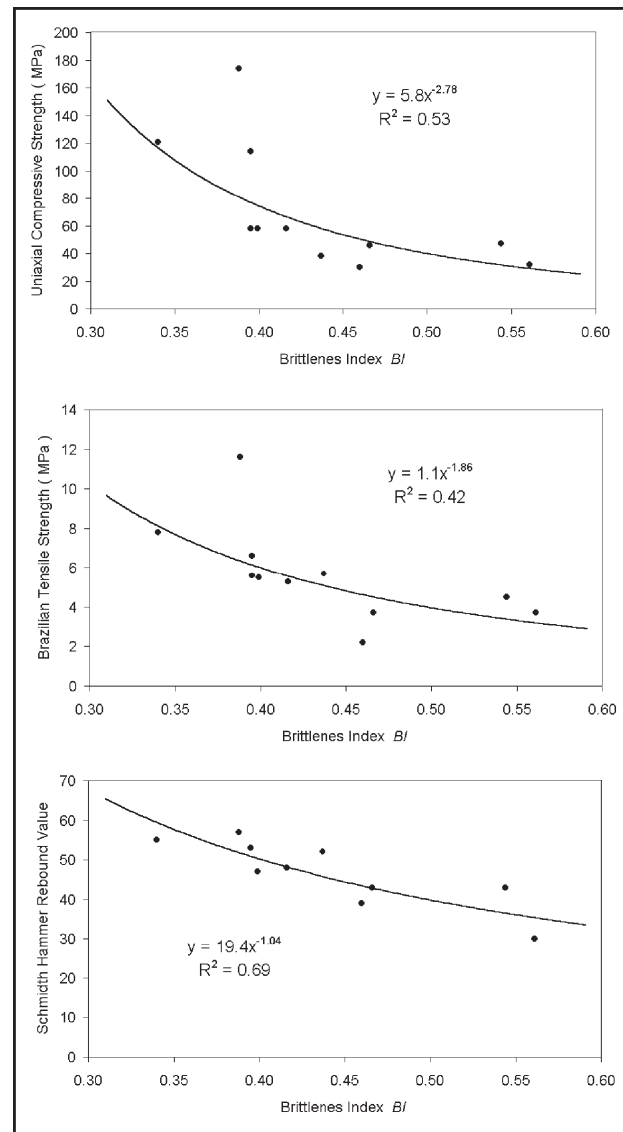 Uniaxial Compressive Strength ( MPa)
200
180
160
140
120
100
80
60
40
20
0
y = 5.8x^-2.78
R² = 0.53
0.30 0.35 0.40 0.45 0.50 0.55 0.60
Brittlenes Index BI
Brazilian Tensile Strength ( MPa )
14
12
10
8
6
4
2
0
y = 1.1x^-1.86
R² = 0.42
0.30 0.35 0.40 0.45 0.50 0.55 0.60
Brittlenes Index BI
Schmidth Hammer Rebound Value
70
60
50
40
30
20
10
0
y = 19.4x^-1.04
R² = 0.69
0.30 0.35 0.40 0.45 0.50 0.55 0.60
Brittlenes Index BI